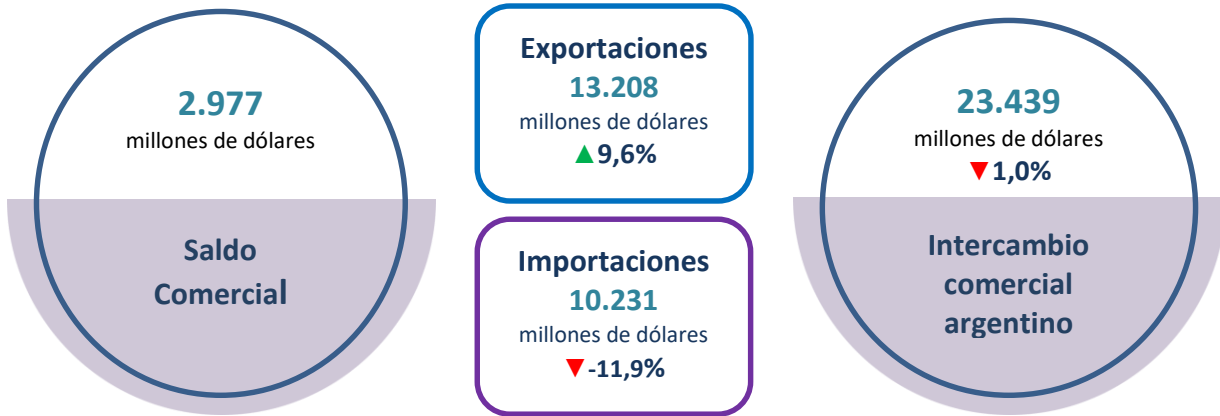 2.977
millones de dólares
Saldo
Comercial
Exportaciones
13.208
millones de dólares
▲9,6%
Importaciones
10.231
millones de dólares
▼-11,9%
23.439
millones de dólares
▼1,0%
Intercambio
comercial
argentino